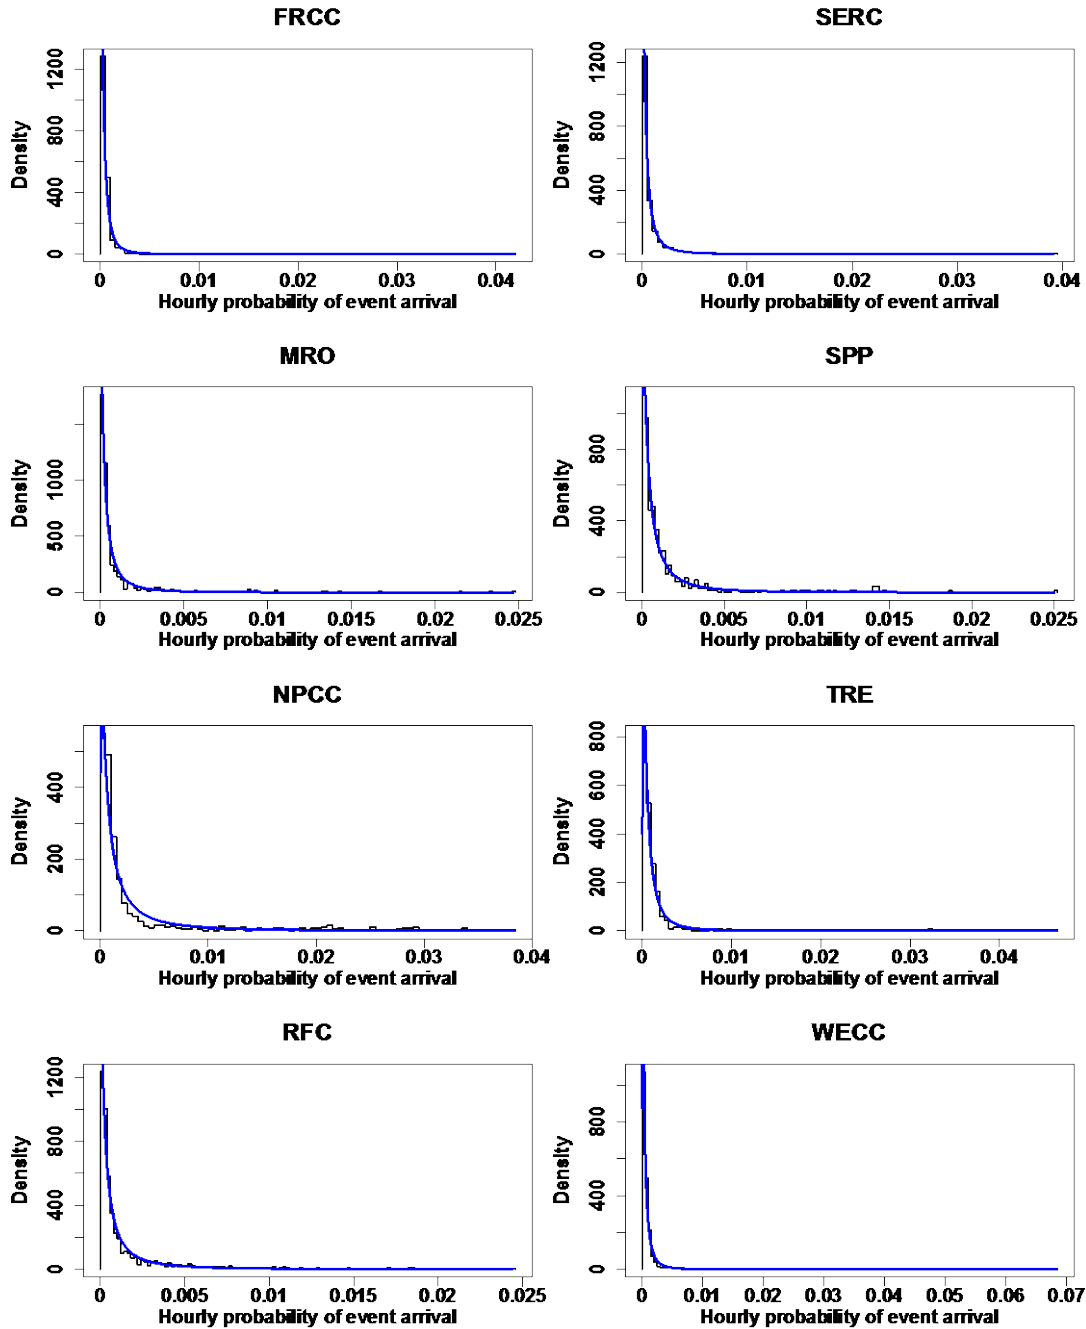 FRCC
Density
0 400 800 1200
0 0.01 0.02 0.03 0.04
Hourly probability of event arrival
SERC
Density
0 400 800 1200
0 0.01 0.02 0.03 0.04
Hourly probability of event arrival
MRO
Density
0 500 1000
0 0.005 0.01 0.015 0.02 0.025
Hourly probability of event arrival
SPP
Density
0 400 800
0 0.005 0.01 0.015 0.02 0.025
Hourly probability of event arrival
NPCC
Density
0 200 400
0 0.01 0.02 0.03 0.04
Hourly probability of event arrival
TRE
Density
0 200 400 600 800
0 0.01 0.02 0.03 0.04
Hourly probability of event arrival
RFC
Density
0 400 800 1200
0 0.005 0.01 0.015 0.02 0.025
Hourly probability of event arrival
WECC
Density
0 400 800
0 0.01 0.02 0.03 0.04 0.05 0.06 0.07
Hourly probability of event arrival